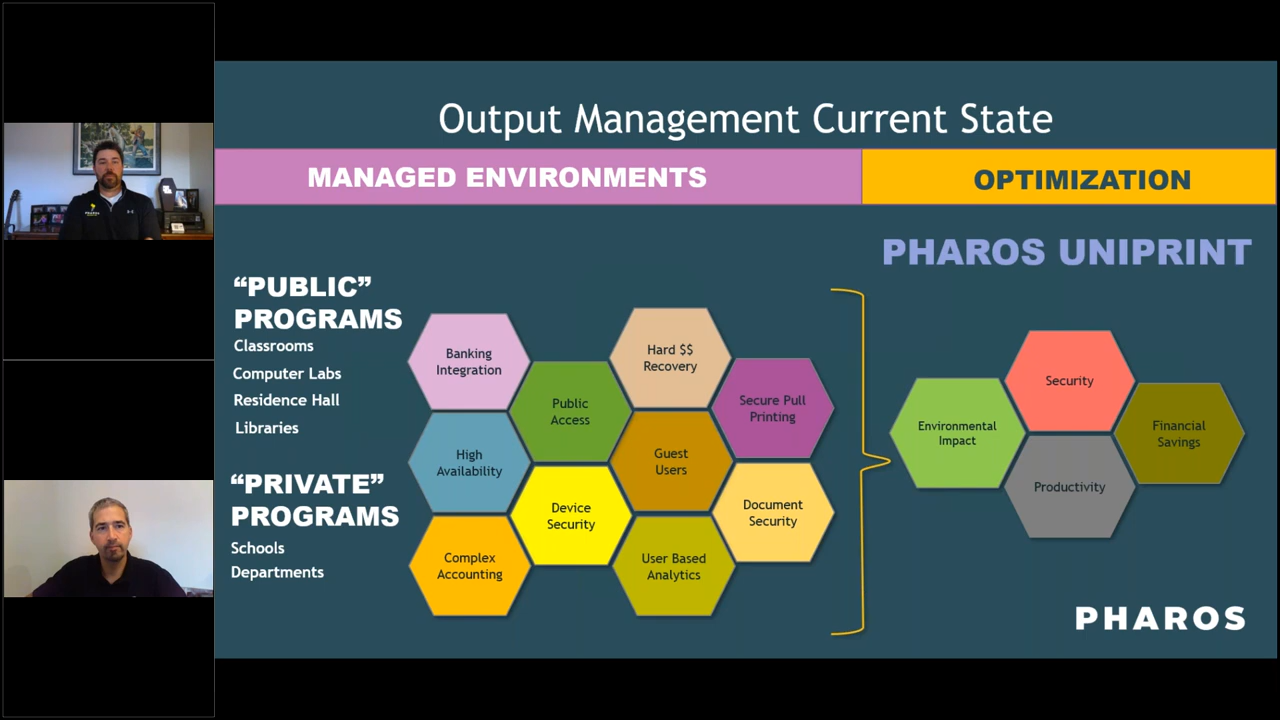 Output Management Current State
MANAGED ENVIRONMENTS
OPTIMIZATION
PHAROS UNIPRINT
“PUBLIC”
PROGRAMS
Classrooms
Computer Labs
Residence Hall
Libraries
“PRIVATE”
PROGRAMS
Schools
Departments
Banking
Integration
High
Availability
Complex
Accounting
Public
Access
Device
Security
Hard $$
Recovery
Guest
Users
User Based
Analytics
Secure Pull
Printing
Document
Security
Environmental
Impact
Security
Productivity
Financial
Savings
PHAROS
PHAROS